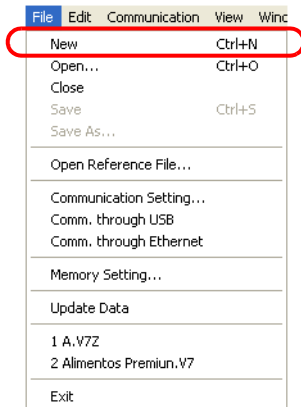 File Edit Communication View Winc
New Ctrl+N
Open... Ctrl+O
Close
Save Ctrl+S
Save As...
Open Reference File...
Communication Setting...
Comm. through USB
Comm. through Ethernet
Memory Setting...
Update Data
1 A.V7Z
2 Alimentos Premiun.V7
Exit